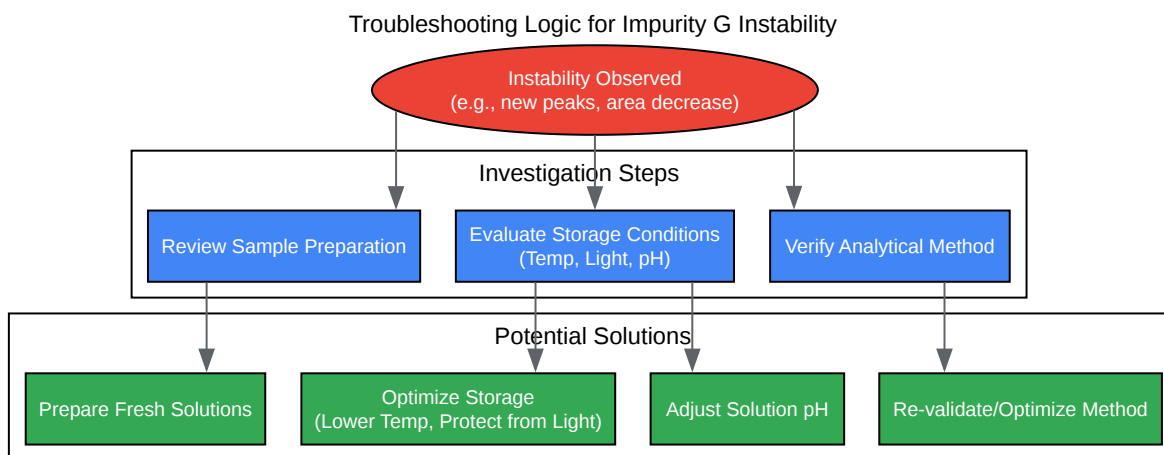 Troubleshooting Logic for Impurity G Instability
Instability Observed
(e.g., new peaks, area decrease)
Investigation Steps
Review Sample Preparation
Evaluate Storage Conditions
(Temp, Light, pH)
Verify Analytical Method
Potential Solutions
Prepare Fresh Solutions
Optimize Storage
(Lower Temp, Protect from Light)
Adjust Solution pH
Re-validate/Optimize Method